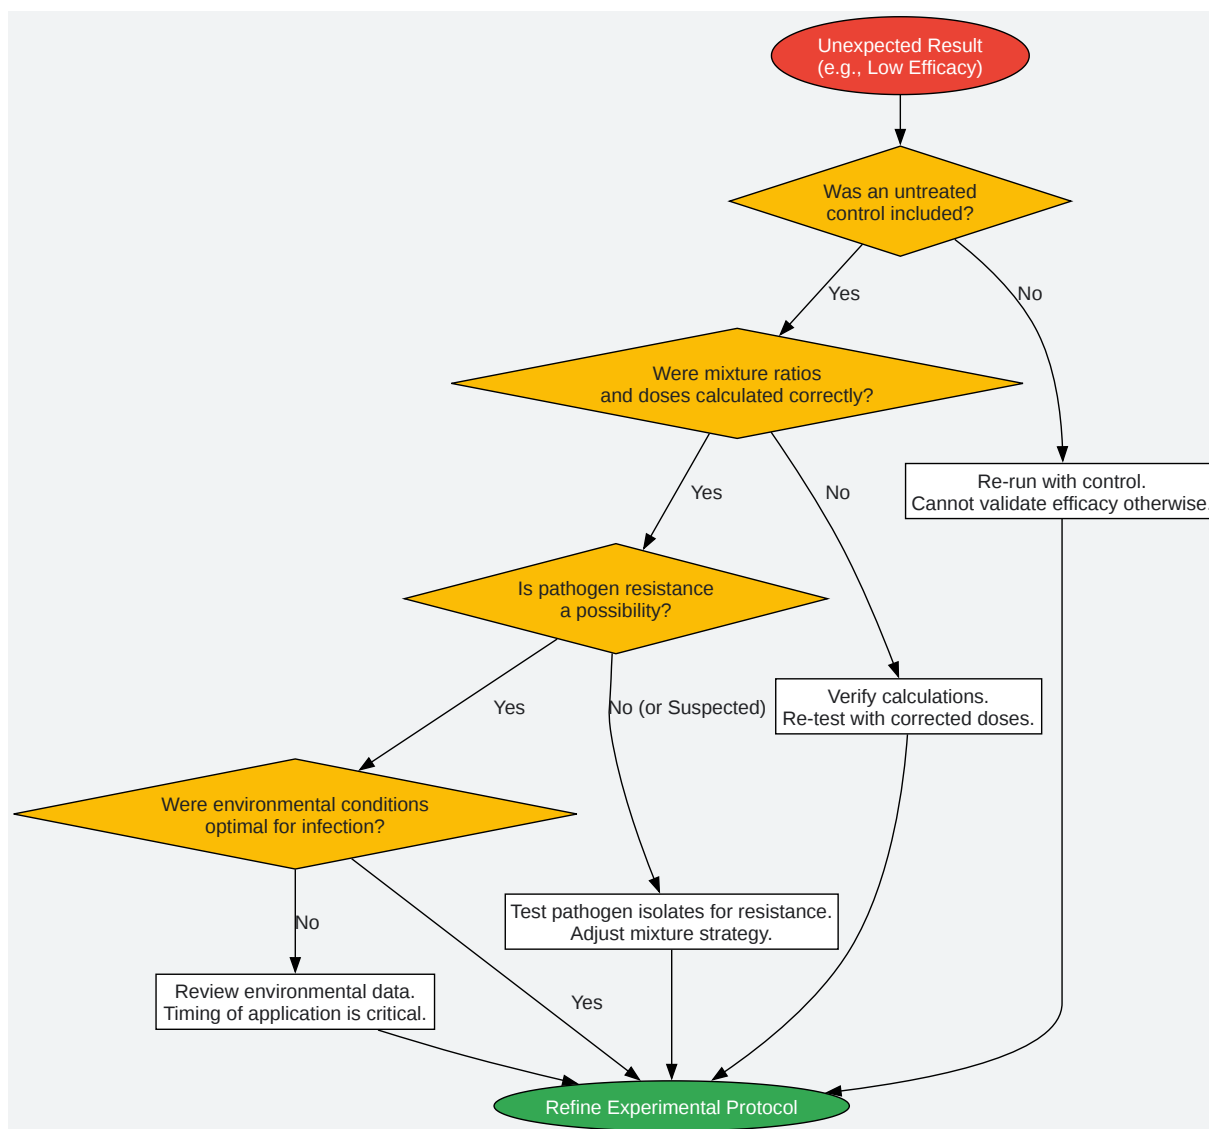 Unexpected Result
(e.g., Low Efficacy)
Was an untreated
control included?
Yes
No
Were mixture ratios
and doses calculated correctly?
Re-run with control.
Cannot validate efficacy otherwise.
Yes
No
Is pathogen resistance
a possibility?
Verify calculations.
Re-test with corrected doses.
Yes
No (or Suspected)
Were environmental conditions
optimal for infection?
Test pathogen isolates for resistance.
Adjust mixture strategy.
No
Yes
Review environmental data.
Timing of application is critical.
Refine Experimental Protocol